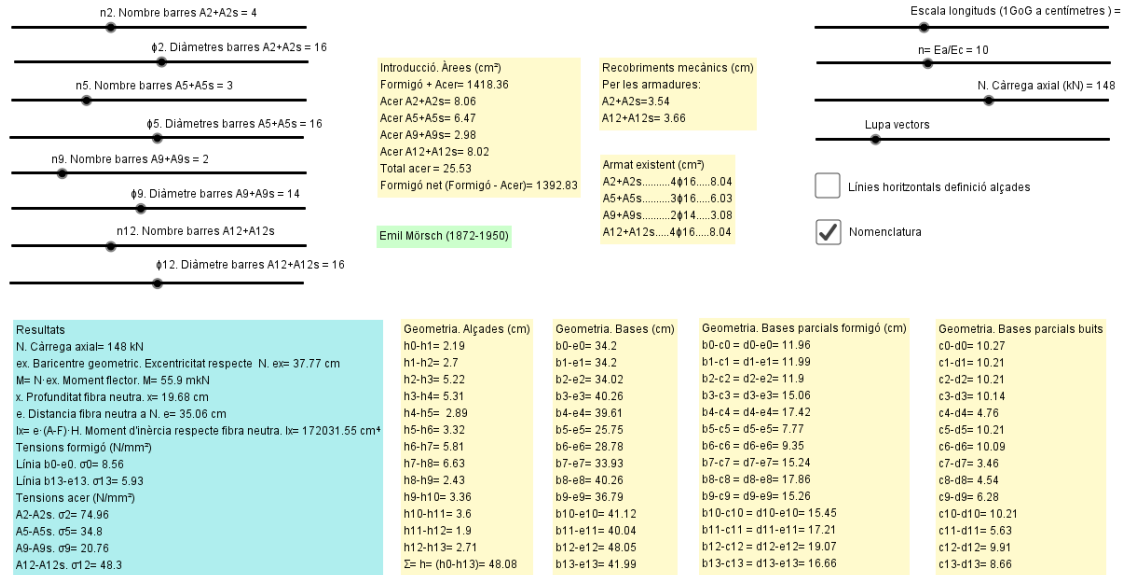 n2. Nombre barres A2+A2s = 4
ϕ2. Diàmetres barres A2+A2s = 16
n5. Nombre barres A5+A5s = 3
ϕ5. Diàmetres barres A5+A5s = 16
n9. Nombre barres A9+A9s = 2
ϕ9. Diàmetre barres A9+A9s = 14
n12. Nombre barres A12+A12s
ϕ12. Diàmetre barres A12+A12s = 16
Introducció. Àrees (cm²)
Formigó + Acer= 1418.36
Acer A2+A2s= 8.06
Acer A5+A5s= 6.47
Acer A9+A9s= 2.98
Acer A12+A12s= 8.02
Total acer = 25.53
Formigó net (Formigó - Acer)= 1392.83
Emil Mörsch (1872-1950)
Recobriments mecànics (cm)
Per les armadures:
A2+A2s=3.54
A12+A12s= 3.66
Armat existent (cm²)
A2+A2s..........4ϕ16.....8.04
A5+A5s..........3ϕ16.....6.03
A9+A9s..........2ϕ14.....3.08
A12+A12s.....4ϕ16.....8.04
Escala longituds (1GoG a centímetres ) =
n= Ea/Ec = 10
N. Càrrega axial (kN) = 148
Lupa vectors
Línies horitzontals definició alçades
Nomenclatura
Resultats
N. Càrrega axial= 148 kN
ex. Baricentre geometric. Excentricitat respecte N. ex= 37.77 cm
M= N·ex. Moment flector. M= 55.9 mkN
x. Profunditat fibra neutra. x= 19.68 cm
e. Distancia fibra neutra a N. e= 35.06 cm
Ix= e·(A-F)·H. Moment d'inèrcia respecte fibra neutra. Ix= 172031.55 cm⁴
Tensions formigó (N/mm²)
Línia b0-e0. σ0= 8.56
Línia b13-e13. σ13= 5.93
Tensions acer (N/mm²)
A2-A2s. σ2= 74.96
A5-A5s. σ5= 34.8
A9-A9s. σ9= 20.76
A12-A12s. σ12= 48.3
Geometria. Alçades (cm)
h0-h1= 2.19
h1-h2= 2.7
h2-h3= 5.22
h3-h4= 5.31
h4-h5= 2.89
h5-h6= 3.32
h6-h7= 5.81
h7-h8= 6.63
h8-h9= 2.43
h9-h10= 3.36
h10-h11= 3.6
h11-h12= 1.9
h12-h13= 2.71
Σ= h= (h0-h13)= 48.08
Geometria. Bases (cm)
b0-e0= 34.2
b1-e1= 34.2
b2-e2= 34.02
b3-e3= 40.26
b4-e4= 39.61
b5-e5= 25.75
b6-e6= 28.78
b7-e7= 33.93
b8-e8= 40.26
b9-e9= 36.79
b10-e10= 41.12
b11-e11= 40.04
b12-e12= 48.05
b13-e13= 41.99
Geometria. Bases parcials formigó (cm)
b0-c0 = d0-e0= 11.96
b1-c1 = d1-e1= 11.99
b2-c2 = d2-e2= 11.9
b3-c3 = d3-e3= 15.06
b4-c4 = d4-e4= 17.42
b5-c5 = d5-e5= 7.77
b6-c6 = d6-e6= 9.35
b7-c7 = d7-e7= 15.24
b8-c8 = d8-e8= 17.86
b9-c9 = d9-e9= 15.26
b10-c10 = d10-e10= 15.45
b11-c11 = d11-e11= 17.21
b12-c12 = d12-e12= 19.07
b13-c13 = d13-e13= 16.66
Geometria. Bases parcials buits
c0-d0= 10.27
c1-d1= 10.21
c2-d2= 10.21
c3-d3= 10.14
c4-d4= 4.76
c5-d5= 10.21
c6-d6= 10.09
c7-d7= 3.46
c8-d8= 4.54
c9-d9= 6.28
c10-d10= 10.21
c11-d11= 5.63
c12-d12= 9.91
c13-d13= 8.66